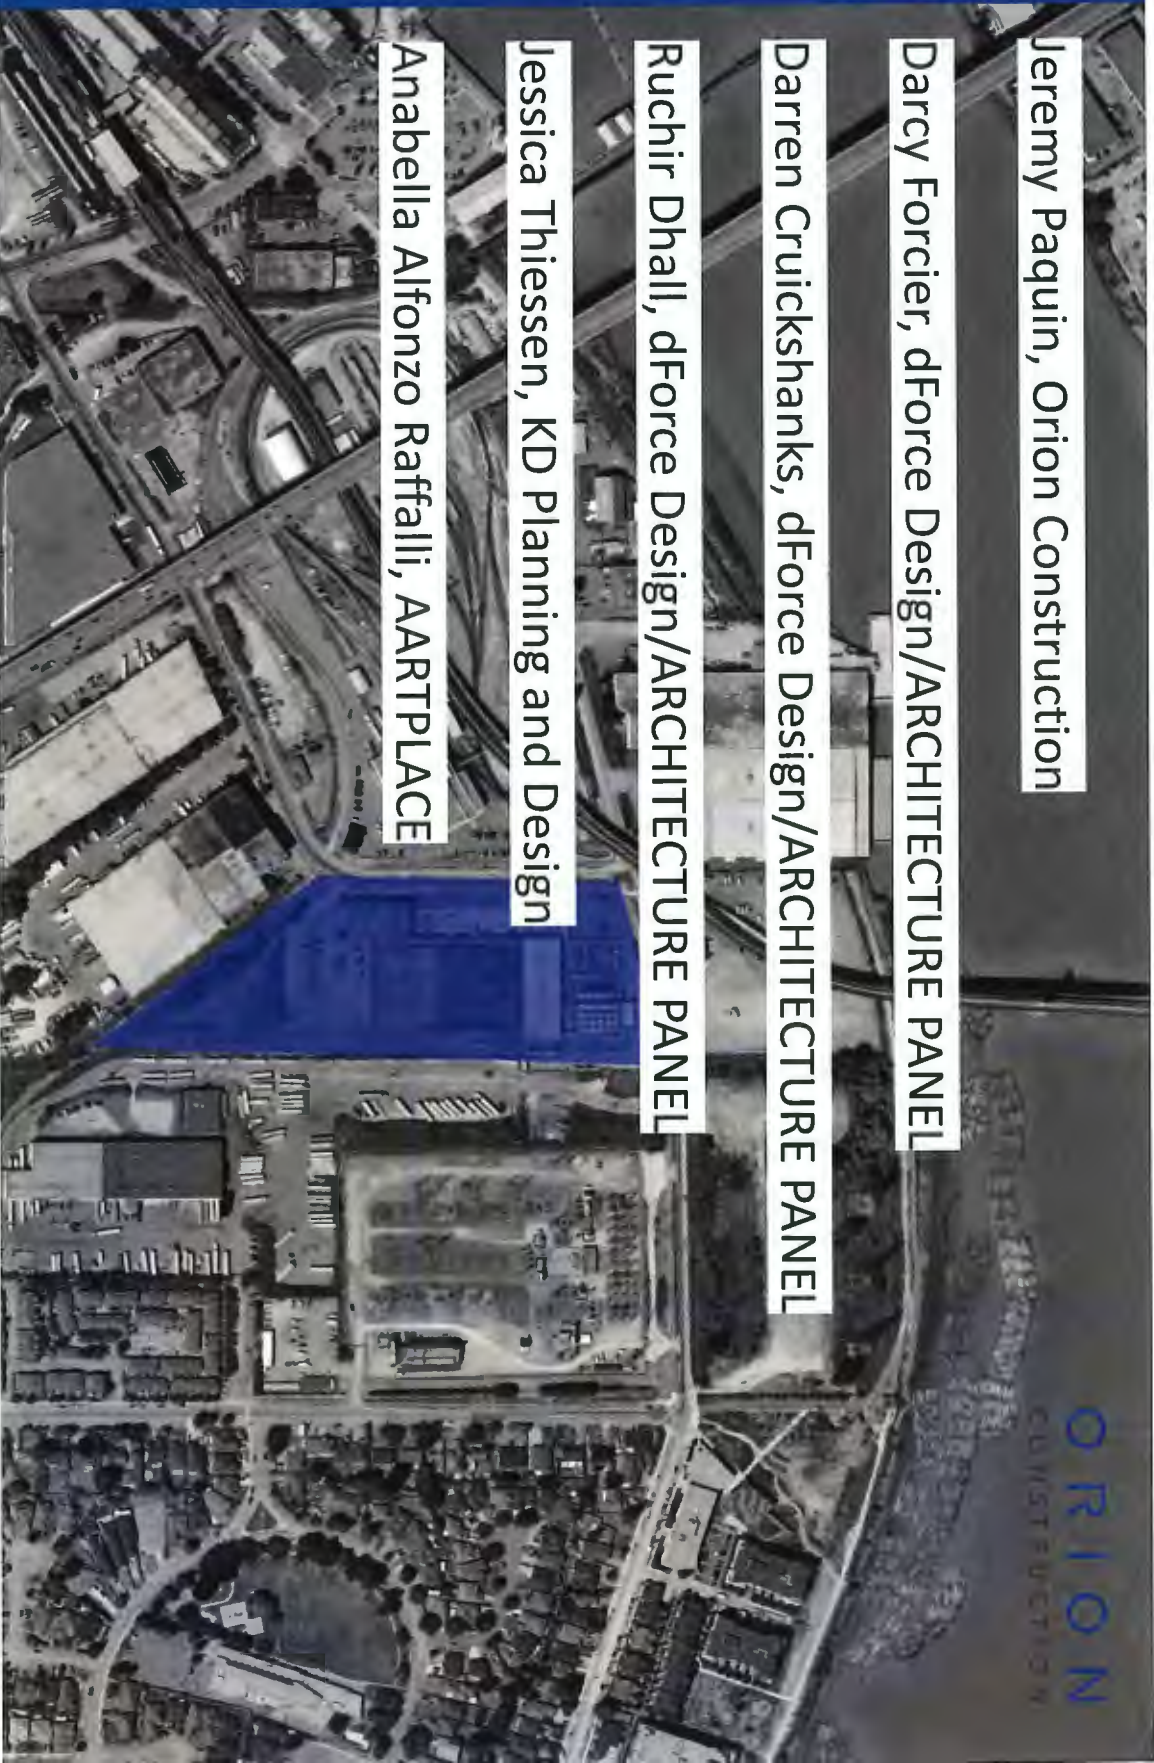 Jeremy Paquin, Orion Construction
Darcy Forcier, dForce Design/ARCHITECTURE PANEL
Darren Cruickshanks, dForce Design/ARCHITECTURE PANEL
Ruchir Dhall, dForce Design/ARCHITECTURE PANEL
Jessica Thiessen, KD Planning and Design
Anabella Alfonzo Raffalli, AARTPLACE
ORION
CONSTRUCTION